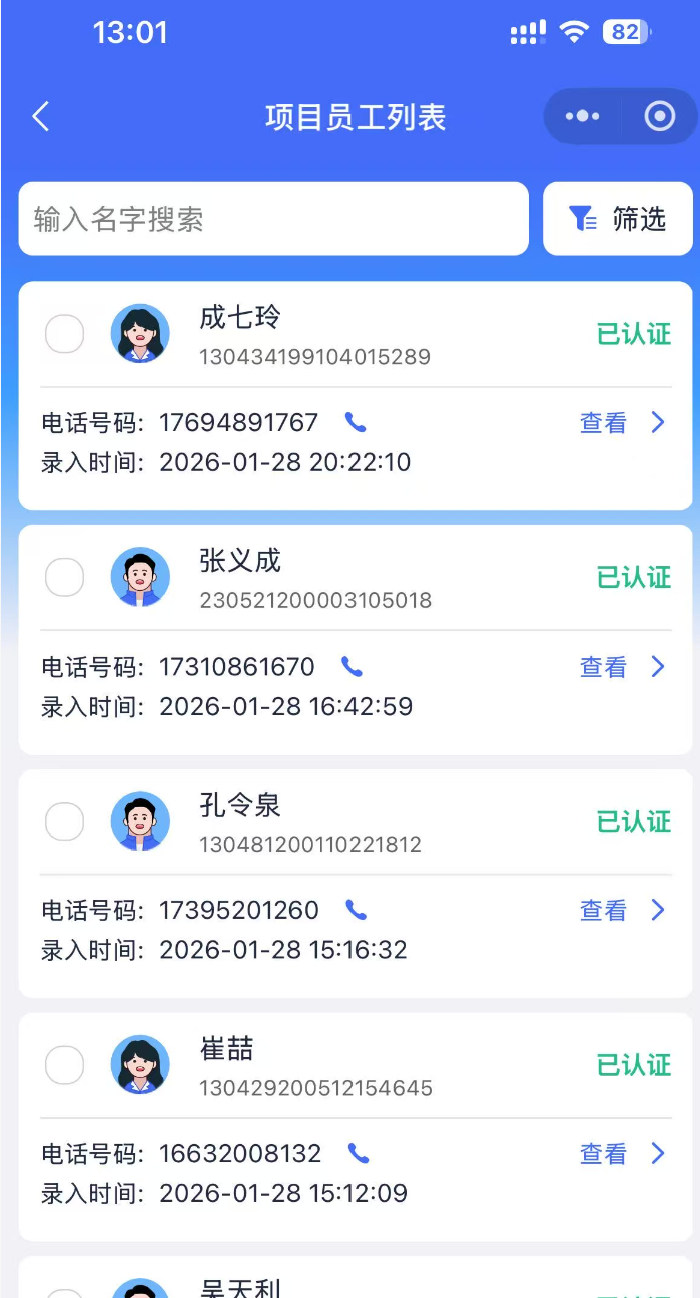 13:01
82
项目员工列表
输入名字搜索
筛选
成七玲
已认证
130434199104015289
电话号码: 17694891767
查看
录入时间: 2026-01-28 20:22:10
张义成
已认证
230521200003105018
电话号码: 17310861670
查看
录入时间: 2026-01-28 16:42:59
孔令泉
已认证
130481200110221812
电话号码: 17395201260
查看
录入时间: 2026-01-28 15:16:32
崔喆
已认证
130429200512154645
电话号码: 16632008132
查看
录入时间: 2026-01-28 15:12:09
吴天利